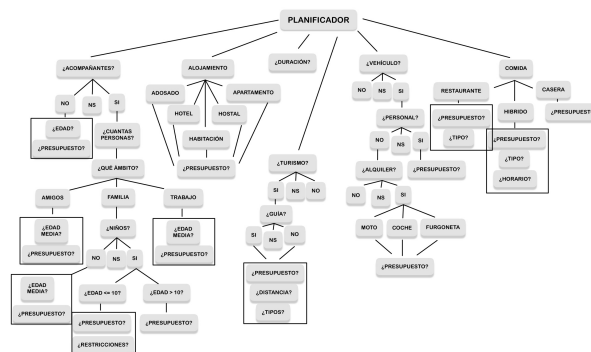 PLANIFICADOR
¿ACOMPAÑANTES?
NO
NS
SI
¿EDAD?
¿PRESUPUESTO?
¿CUANTAS
PERSONAS?
¿QUÉ ÁMBITO?
AMIGOS
FAMILIA
TRABAJO
¿EDAD
MEDIA?
¿PRESUPUESTO?
¿NIÑOS?
¿EDAD
MEDIA?
¿PRESUPUESTO?
NO
NS
SI
¿EDAD
MEDIA?
¿PRESUPUESTO?
¿EDAD <= 10?
¿EDAD > 10?
¿PRESUPUESTO?
¿RESTRICCIONES?
¿PRESUPUESTO?
ALOJAMIENTO
ADOSADO
APARTAMENTO
HOTEL
HOSTAL
HABITACIÓN
¿PRESUPUESTO?
¿DURACIÓN?
¿TURISMO?
SI
NS
NO
¿GUÍA?
SI
NS
NO
¿PRESUPUESTO?
¿DISTANCIA?
¿TIPOS?
¿VEHÍCULO?
NO
NS
SI
¿PERSONAL?
NO
NS
SI
¿ALQUILER?
¿PRESUPUESTO?
NO
NS
SI
MOTO
COCHE
FURGONETA
¿PRESUPUESTO?
COMIDA
RESTAURANTE
CASERA
¿PRESUPUESTO?
¿TIPO?
HIBRIDO
¿PRESUPUESTO?
¿TIPO?
¿HORARIO?
¿PRESUPUESTO?